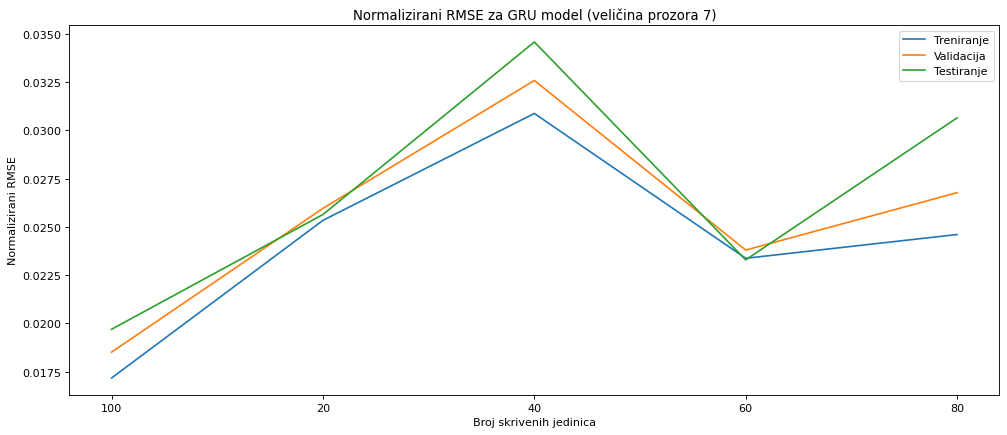 Normalizirani RMSE za GRU model (veličina prozora 7)
Treniranje
Validacija
Testiranje
Normalizirani RMSE
0.0350
0.0325
0.0300
0.0275
0.0250
0.0225
0.0200
0.0175
100 20 40 60 80
Broj skrivenih jedinica